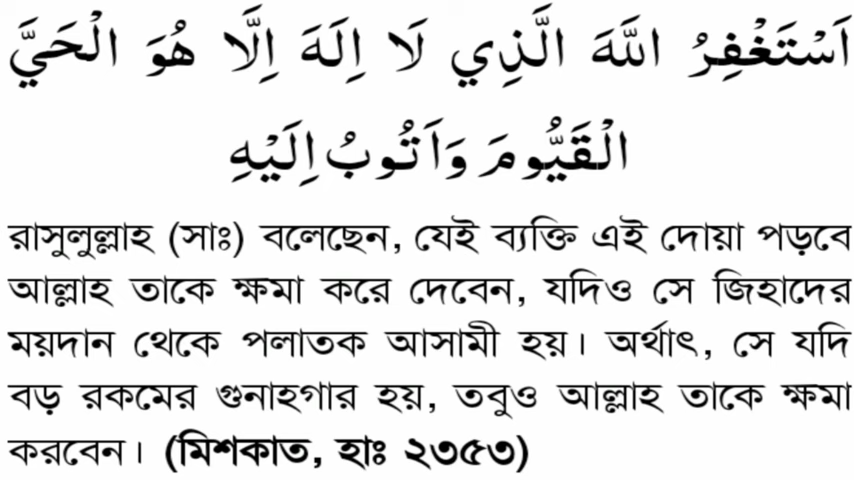 اَسْتَغْفِرُ اللّٰهَ الَّذِي لَا اِلَهَ اِلَّا هُوَ الْحَيَّ
الْقَيُّومَ وَاَتُوبُ اِلَيْهِ
রাসুলুল্লাহ (সাঃ) বলেছেন, যেই ব্যক্তি এই দোয়া পড়বে
আল্লাহ তাকে ক্ষমা করে দেবেন, যদিও সে জিহাদের
ময়দান থেকে পলাতক আসামী হয়। অর্থাৎ, সে যদি
বড় রকমের গুনাহগার হয়, তবুও আল্লাহ তাকে ক্ষমা
করবেন। (মিশকাত, হাঃ ২৩৫৩)